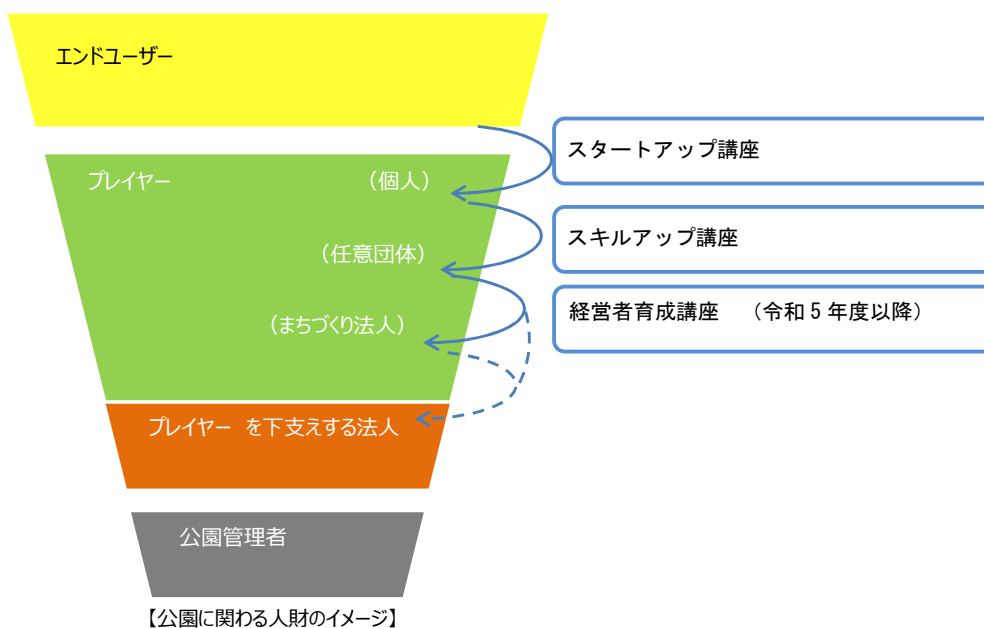 エンドユーザー
スタートアップ講座
プレイヤー （個人）
スキルアップ講座
（任意団体）
経営者育成講座 （令和５年度以降）
（まちづくり法人）
プレイヤー を下支えする法人
公園管理者
【公園に関わる人財のイメージ】